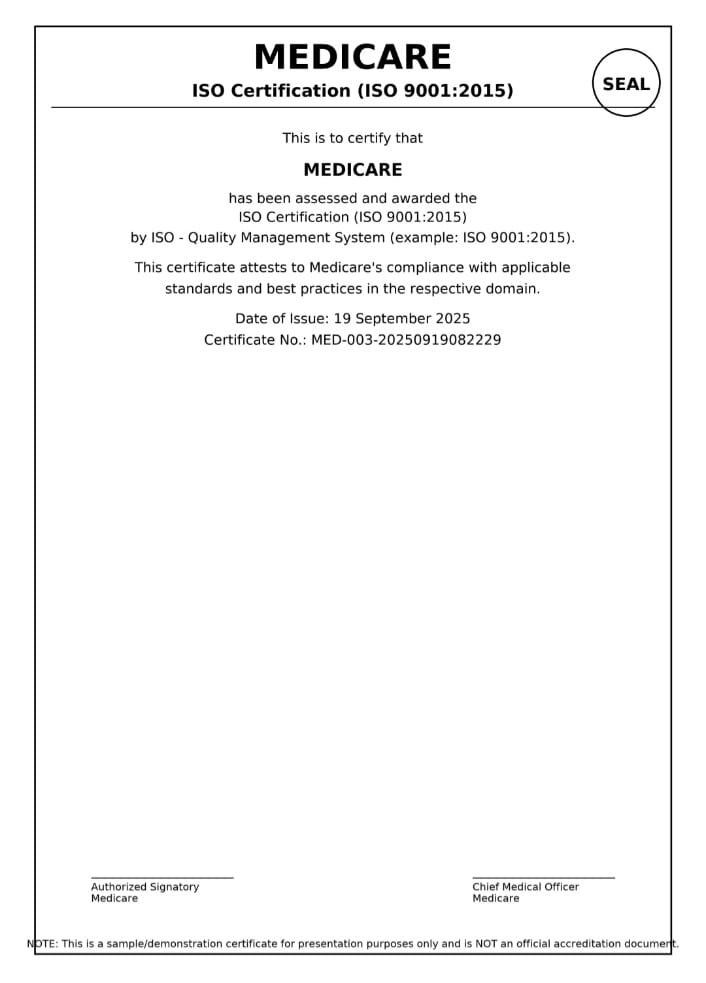 MEDICARE
ISO Certification (ISO 9001:2015)
SEAL
This is to certify that
MEDICARE
has been assessed and awarded the
ISO Certification (ISO 9001:2015)
by ISO - Quality Management System (example: ISO 9001:2015).
This certificate attests to Medicare's compliance with applicable
standards and best practices in the respective domain.
Date of Issue: 19 September 2025
Certificate No.: MED-003-20250919082229
Authorized Signatory
Medicare
Chief Medical Officer
Medicare
NOTE: This is a sample/demonstration certificate for presentation purposes only and is NOT an official accreditation document.